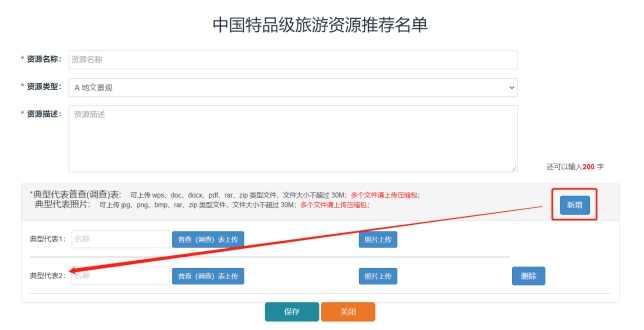 中国特品级旅游资源推荐名单
* 资源名称： 资源名称
* 资源类型： A 地文景观
* 资源描述： 资源描述
还可以输入200 字
*典型代表普查(调查)表： 可上传 wps、doc、docx、pdf、rar、zip 类型文件，文件大小不超过 30M；多个文件请上传压缩包；
典型代表照片： 可上传 jpg、png、bmp、rar、zip 类型文件，文件大小不超过 30M；多个文件请上传压缩包；
新增
典型代表1： 名称 普查（调查）表上传 照片上传
典型代表2： 名称 普查（调查）表上传 照片上传 删除
保存 关闭